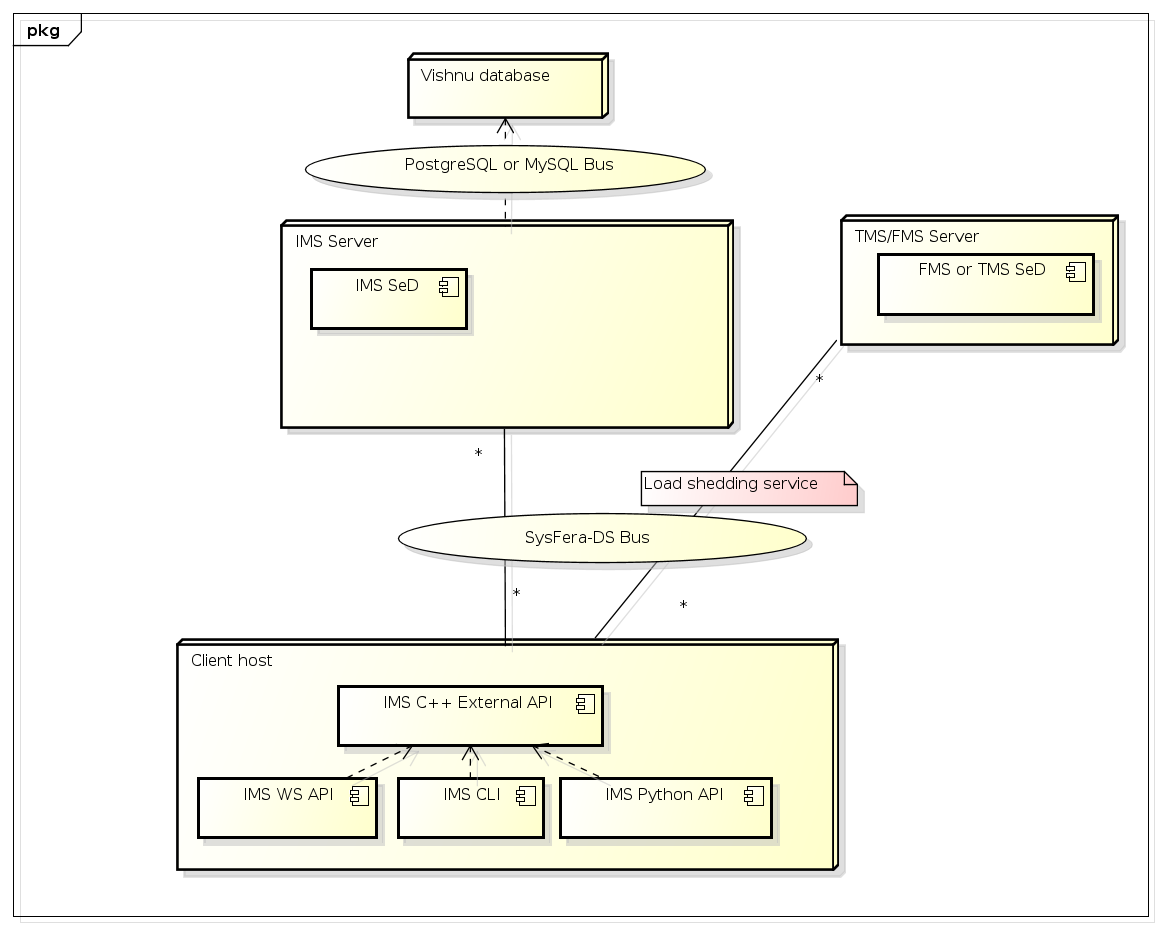 pkg
Vishnu database
PostgreSQL or MySQL Bus
IMS Server
IMS SeD
TMS/FMS Server
FMS or TMS SeD
*
*
Load shedding service
SysFera-DS Bus
*
*
Client host
IMS C++ External API
IMS WS API
IMS CLI
IMS Python API